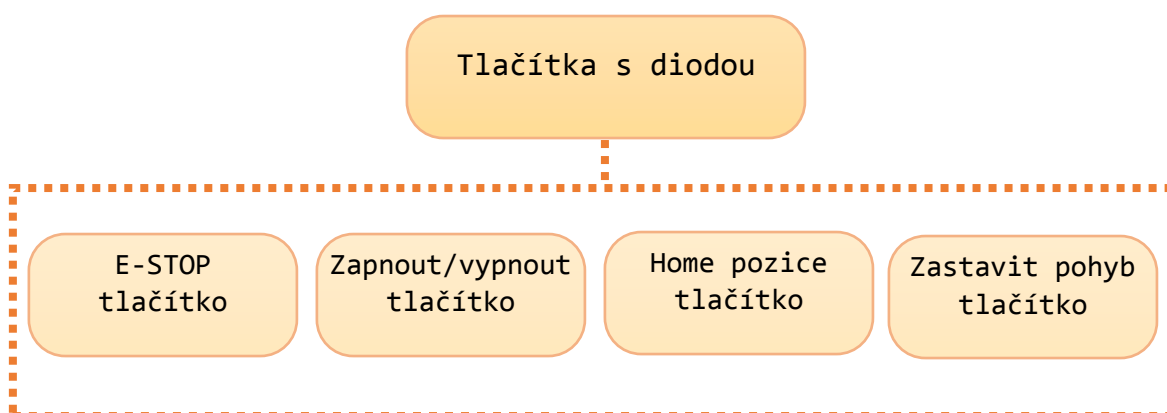 Tlačítka s diodou
E-STOP
tlačítko
Zapnout/vypnout
tlačítko
Home pozice
tlačítko
Zastavit pohyb
tlačítko